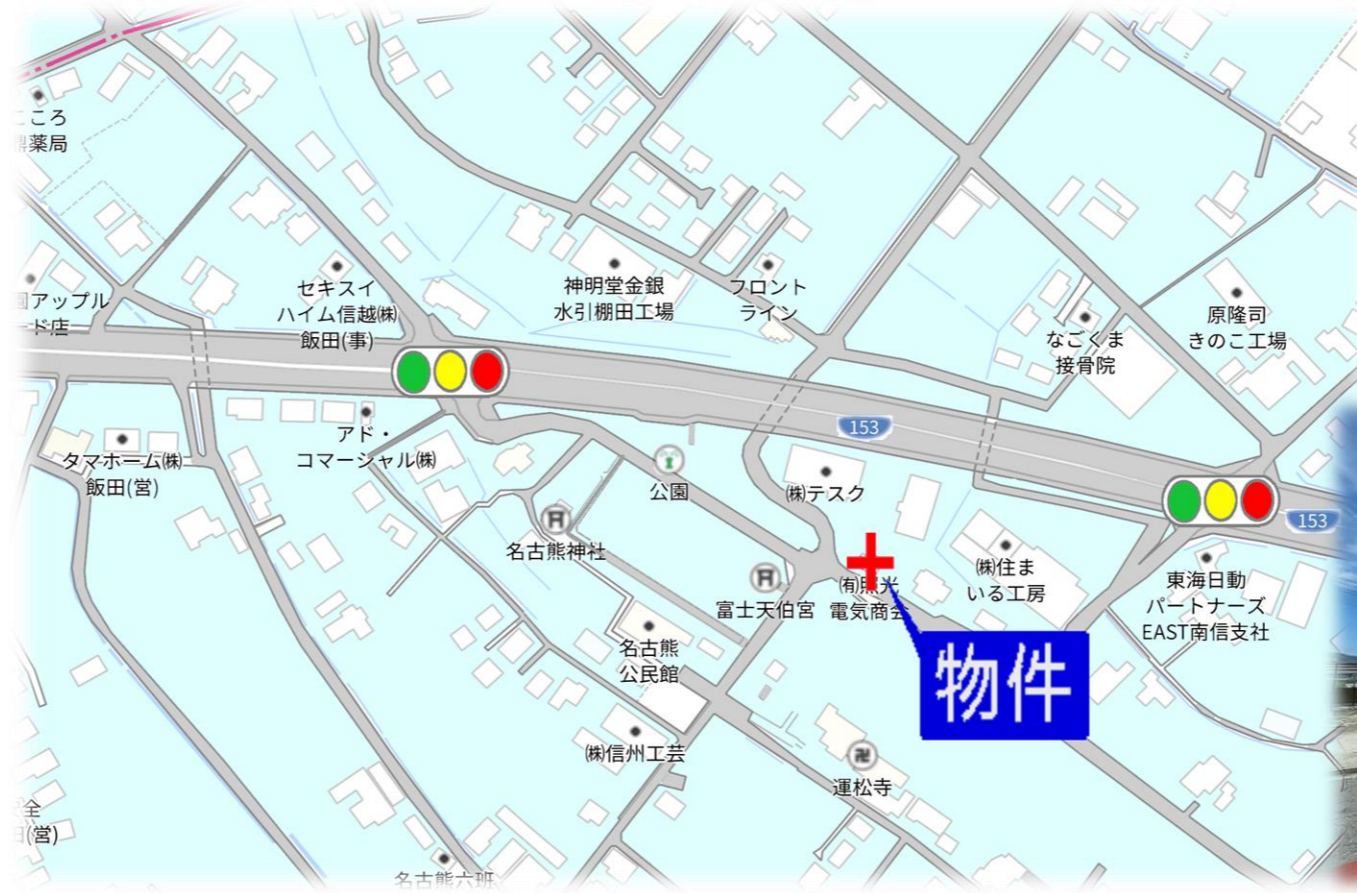 こころ
鼎薬局
セキスイ
ハイム信越㈱
飯田(事)
神明堂金銀
水引棚田工場
フロント
ライン
アップル
ド店
なごくま
接骨院
原隆司
きのこ工場
アド・
コマーシャル㈱
153
タマホーム㈱
飯田(営)
公園
㈱テスク
153
名古熊神社
富士天伯宮
㈲照光
電気商会
㈱住ま
いる工房
東海日動
パートナーズ
EAST南信支社
名古熊
公民館
物件
㈱信州工芸
運松寺
全
(営)
名古熊六班